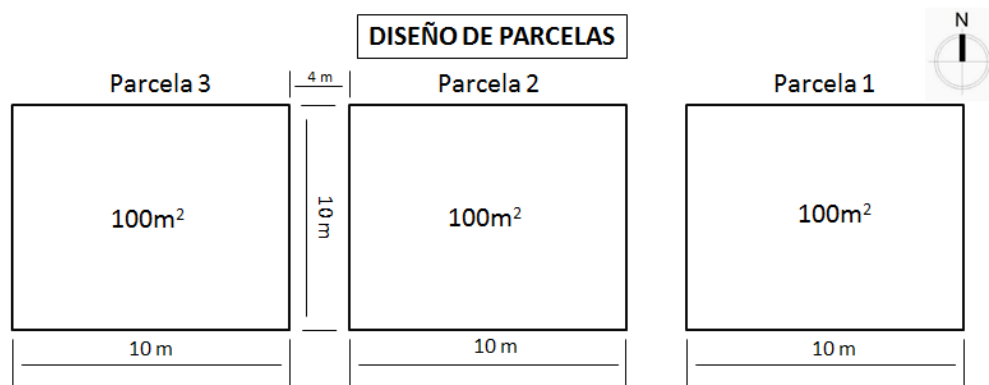 DISEÑO DE PARCELAS
N
Parcela 3
4 m
Parcela 2
Parcela 1
100m²
10 m
100m²
100m²
10 m
10 m
10 m